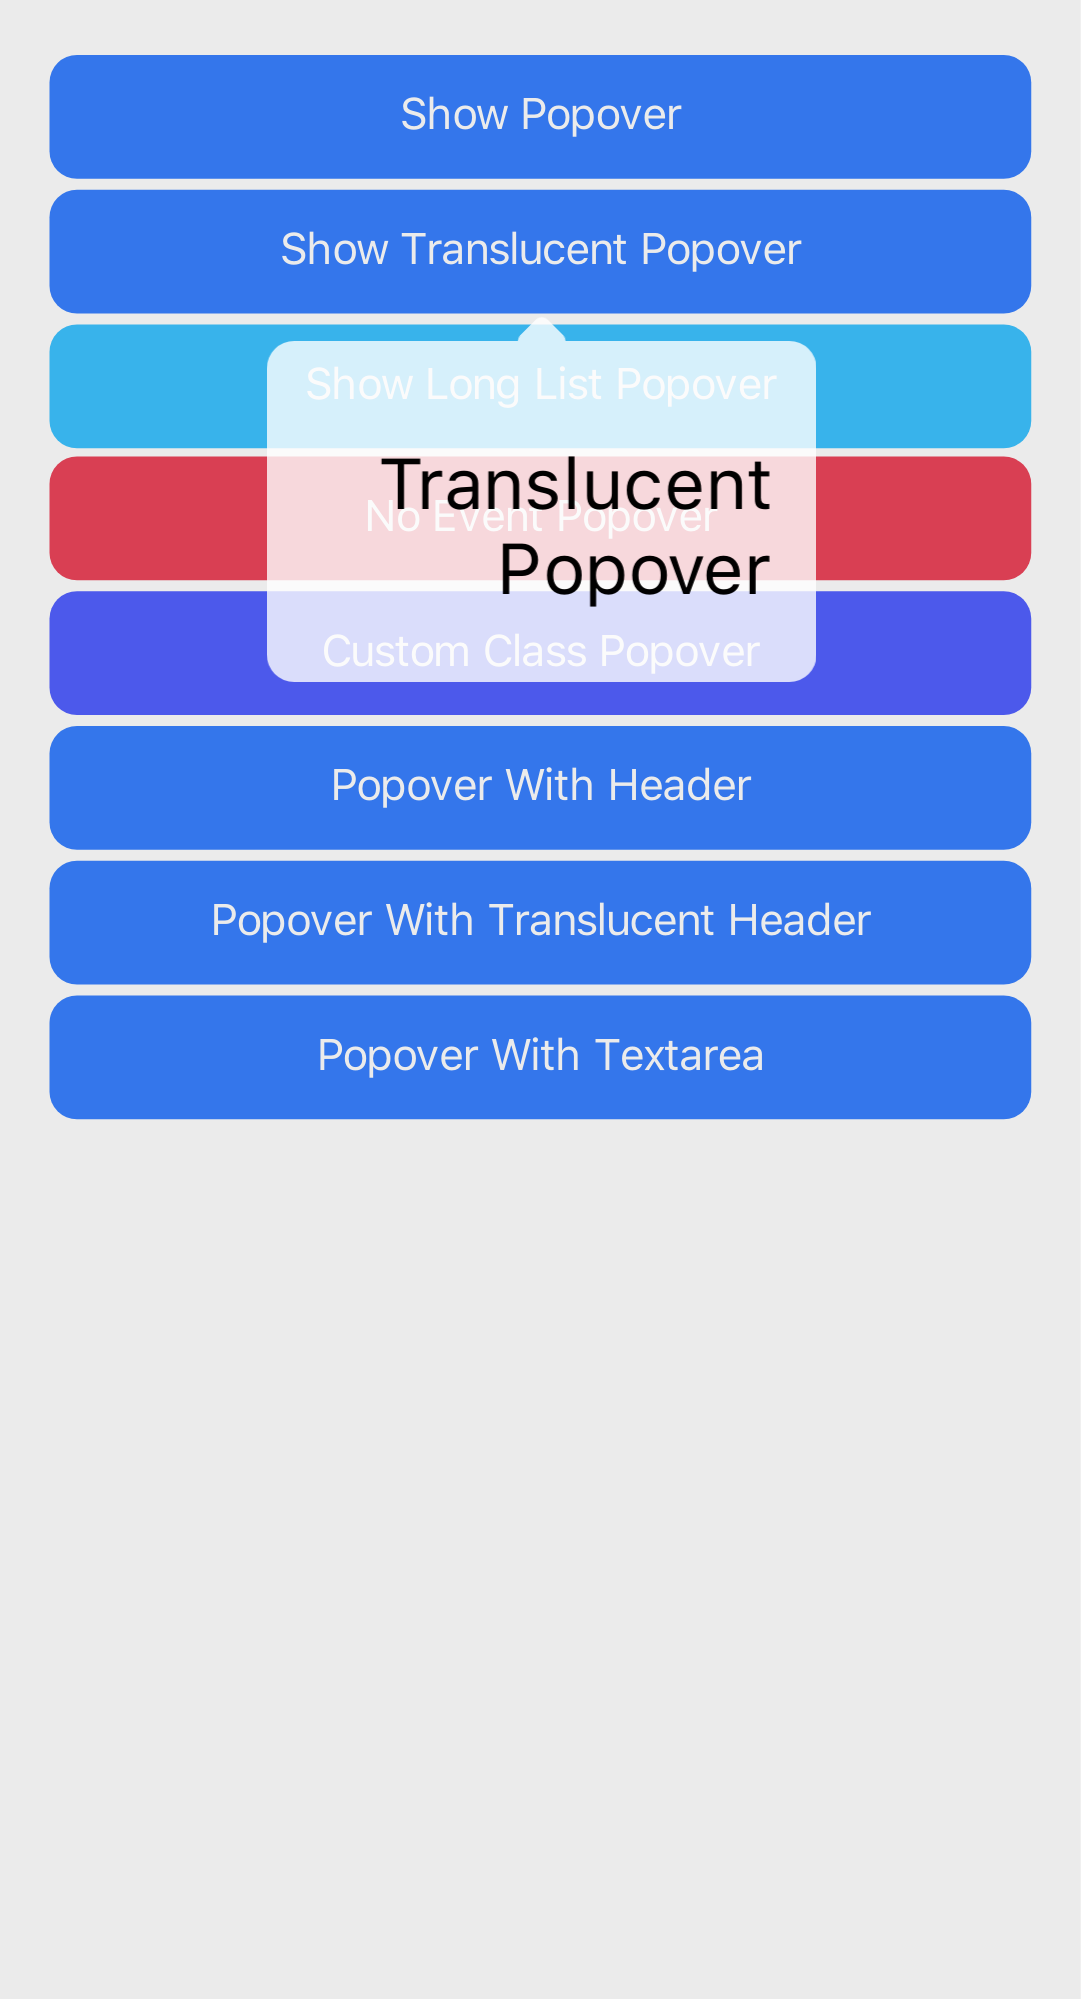 Show Popover
Show Translucent Popover
Show Long List Popover
Translucent
No Event Popover
Popover
Custom Class Popover
Popover With Header
Popover With Translucent Header
Popover With Textarea